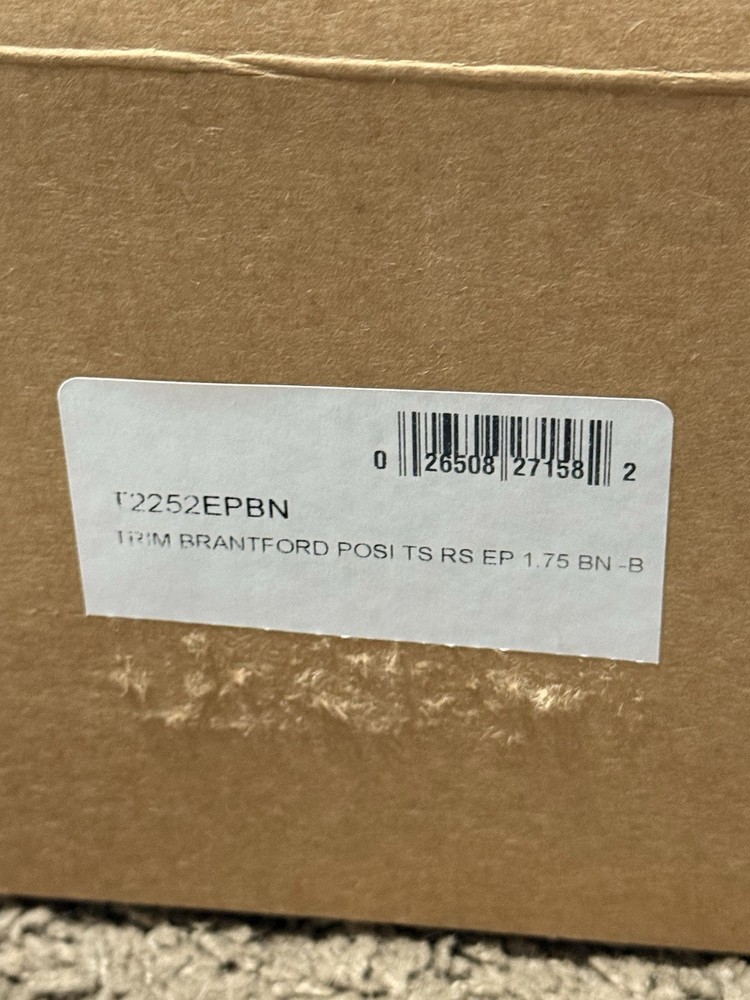 0 26508 27158 2
T2252EPBN
TRIM BRANTFORD POSI TS RS EP 1.75 BN -B